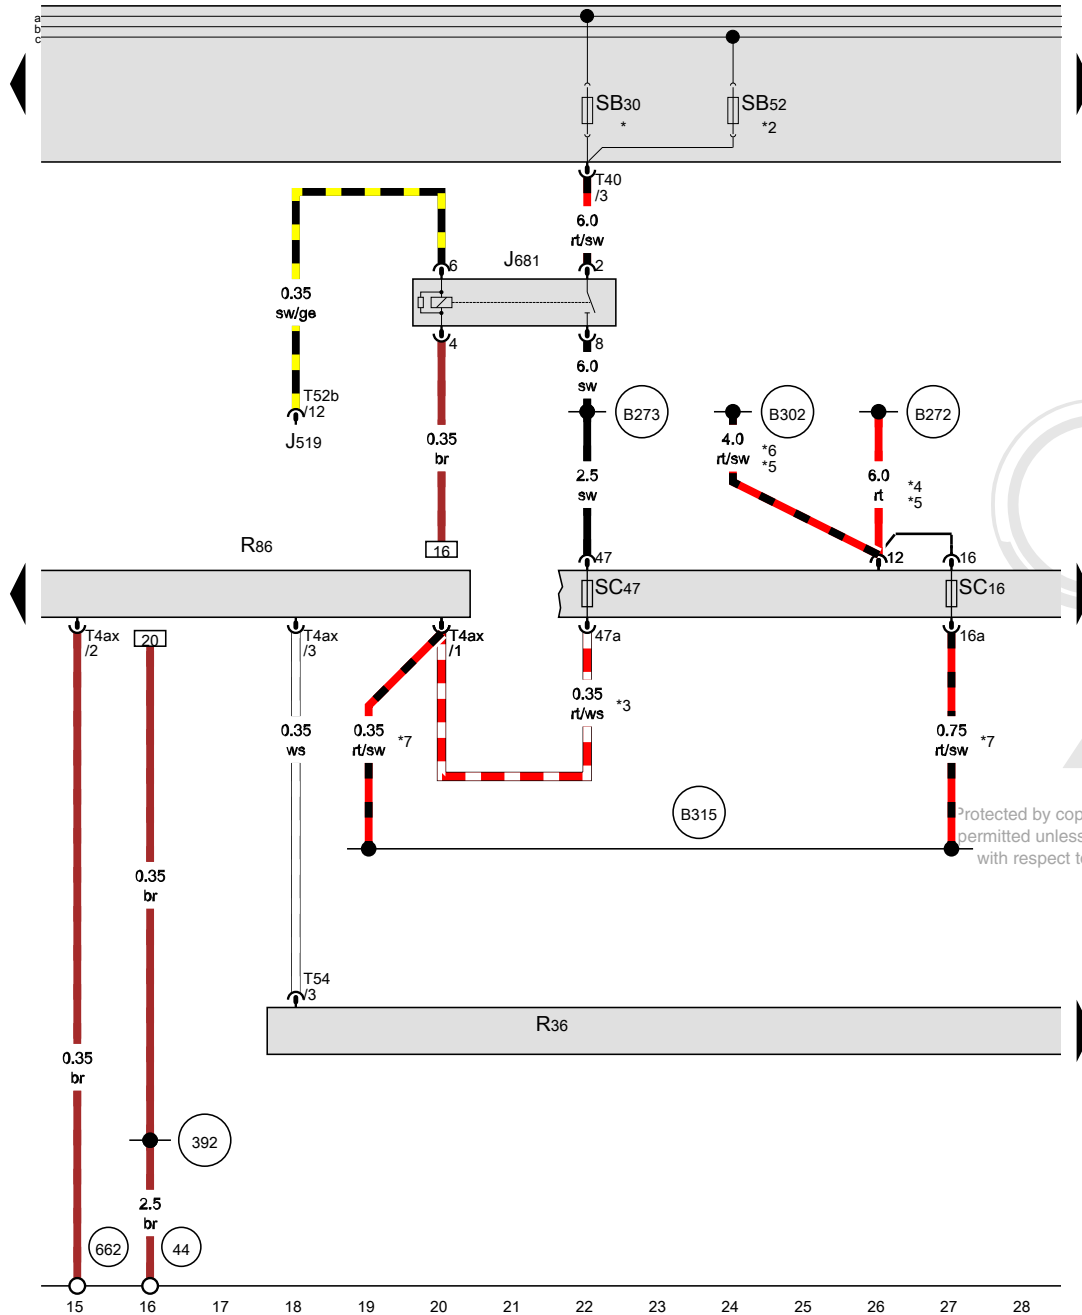 a
b
c
SB30
*
SB52
*2
T40
/3
6.0
rt/sw
J681
6
2
0.35
sw/ge
4
8
6.0
sw
T52b
/12
J519
B273
B302
B272
0.35
br
4.0
rt/sw
*6
*5
2.5
sw
6.0
rt
*4
*5
R86
16
47
12
16
SC47
SC16
T4ax
/2
20
T4ax
/3
T4ax
/1
47a
16a
0.35
rt/ws
*3
0.35
ws
0.35
rt/sw
*7
0.75
rt/sw
*7
B315
Protected by cop
permitted unless
with respect t
0.35
br
T54
/3
R36
0.35
br
392
2.5
br
662
44
15 16 17 18 19 20 21 22 23 24 25 26 27 28